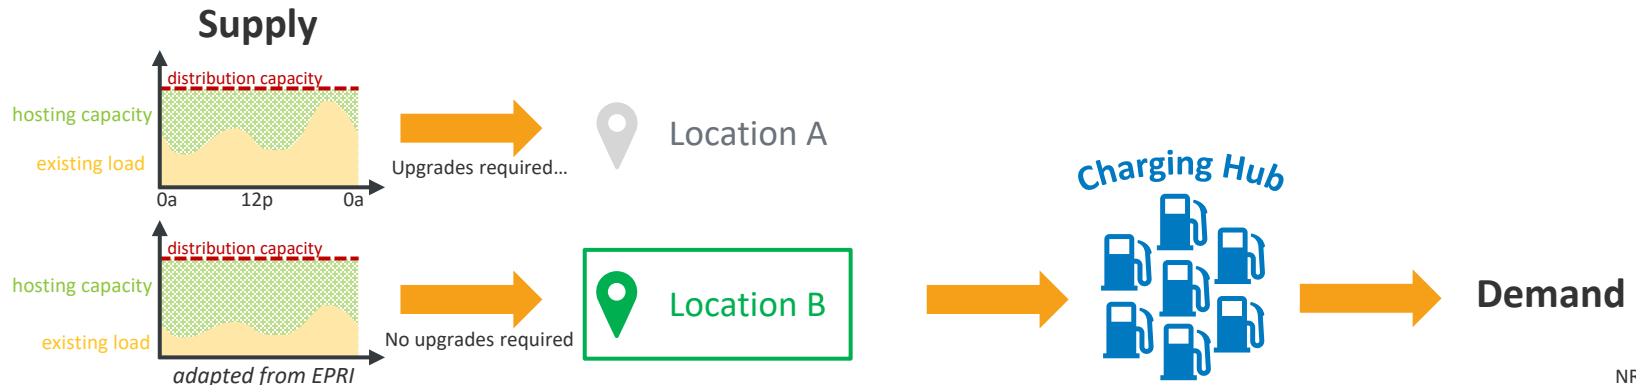 Supply
distribution capacity
hosting capacity
existing load
0a 12p 0a
Upgrades required...
Location A
distribution capacity
hosting capacity
existing load
adapted from EPRI
No upgrades required
Location B
Charging Hub
Demand
NR